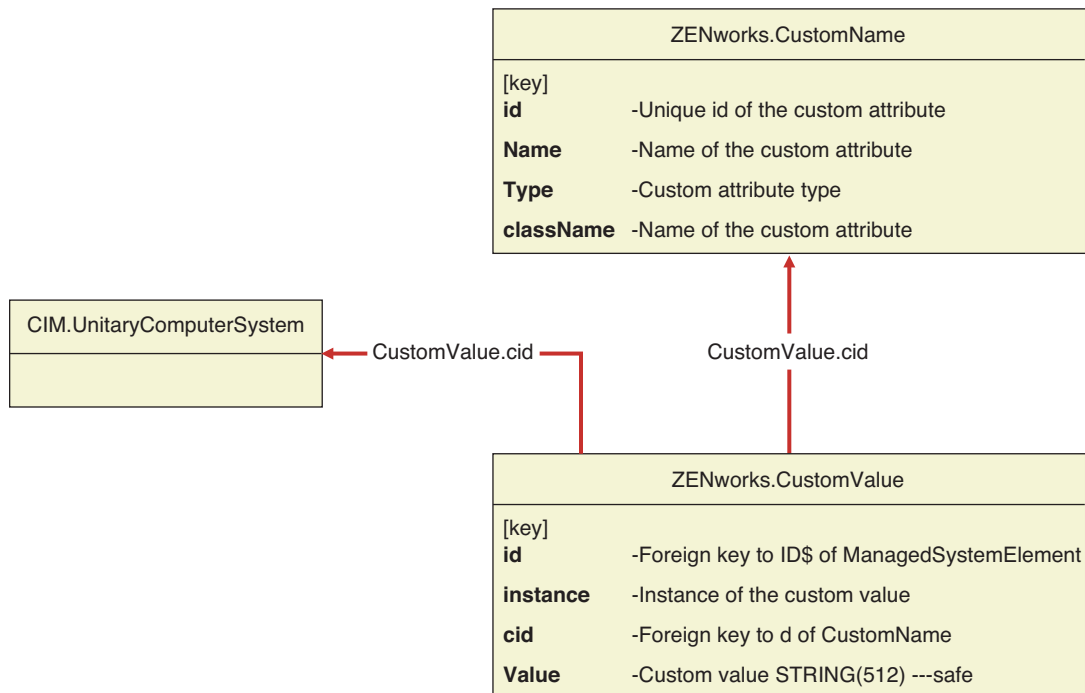 ZENworks.CustomName
[key]
id -Unique id of the custom attribute
Name -Name of the custom attribute
Type -Custom attribute type
className -Name of the custom attribute
CIM.UnitaryComputerSystem
CustomValue.cid
CustomValue.cid
ZENworks.CustomValue
[key]
id -Foreign key to ID$ of ManagedSystemElement
instance -Instance of the custom value
cid -Foreign key to d of CustomName
Value -Custom value STRING(512) ---safe